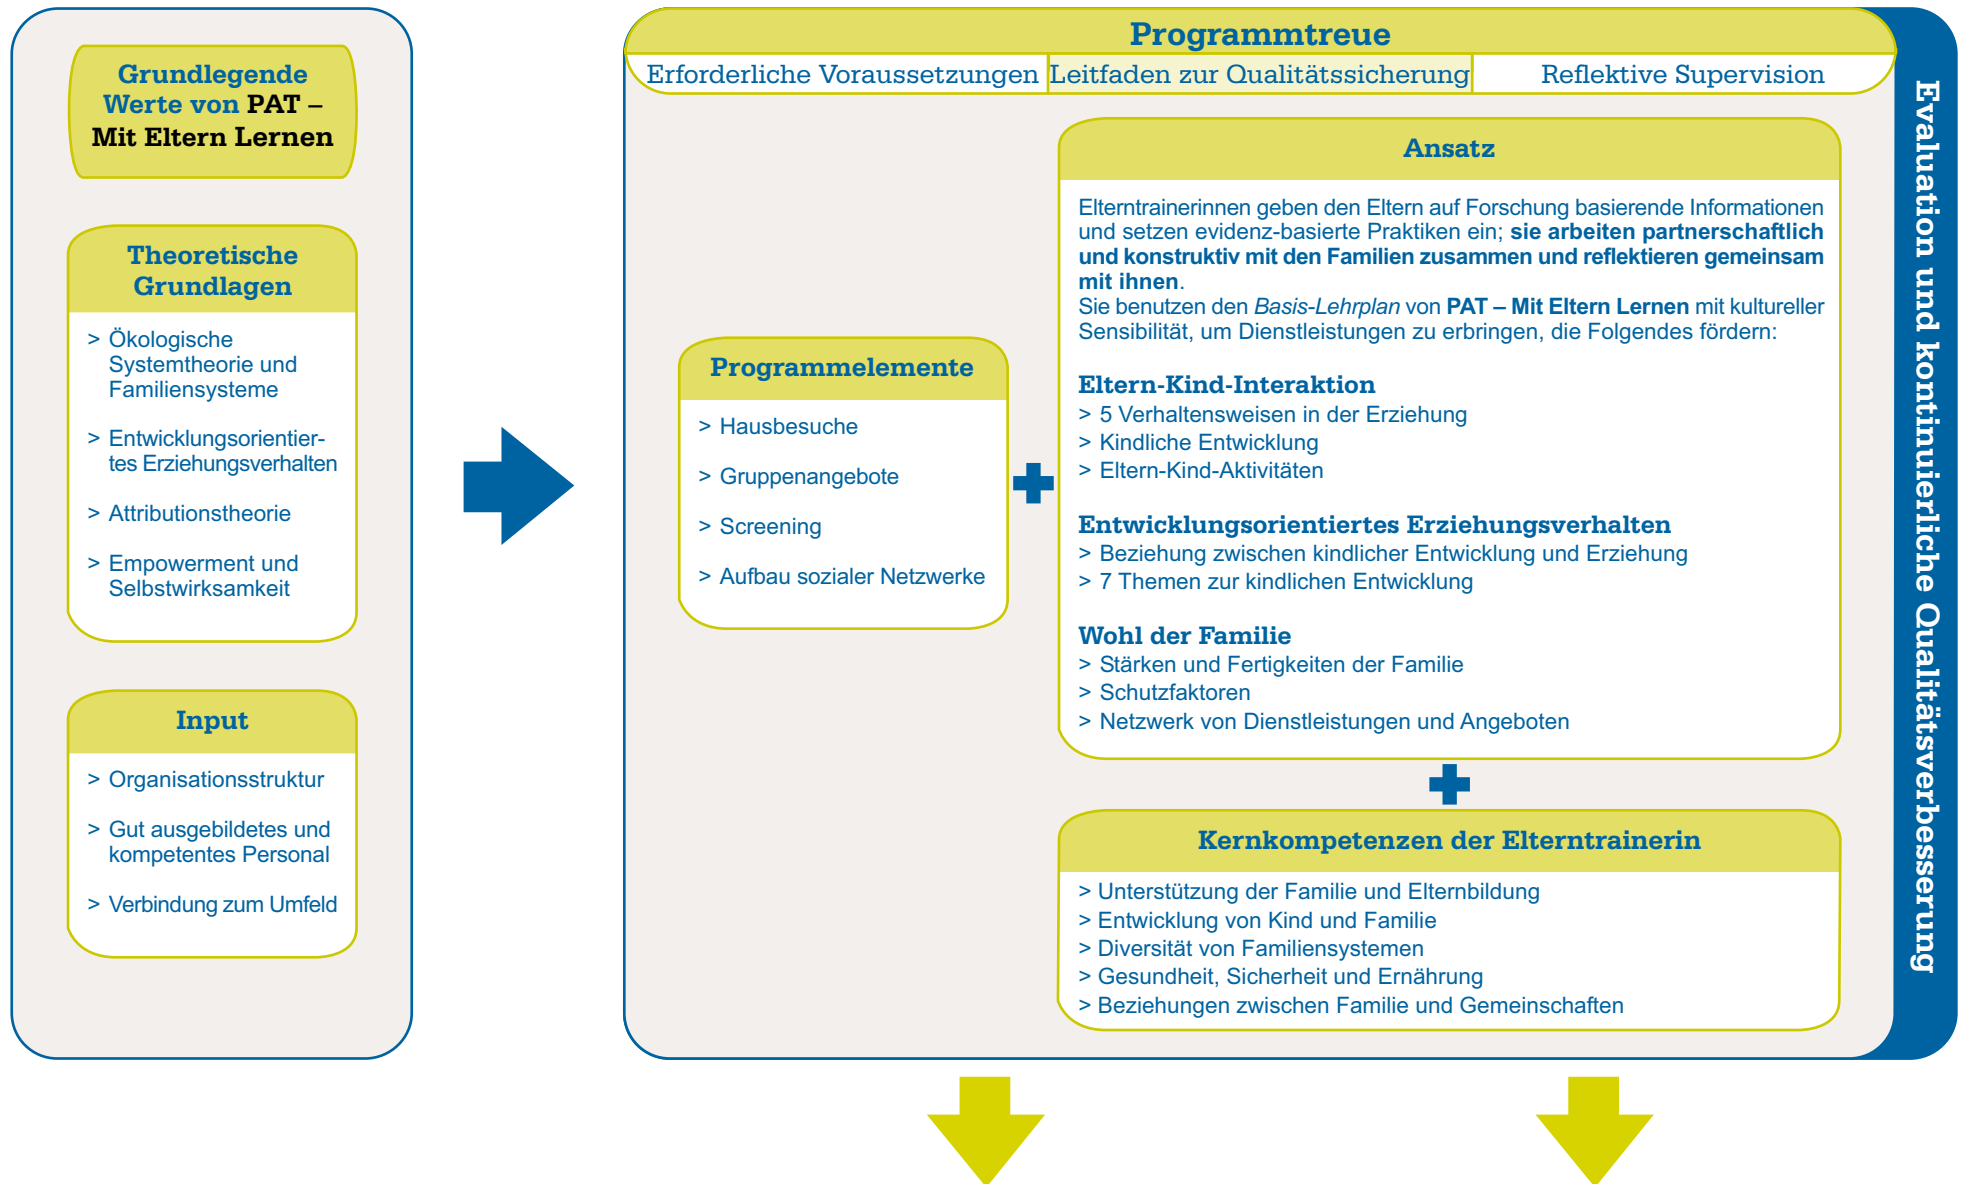 Grundlegende
Werte von PAT –
Mit Eltern Lernen
Theoretische
Grundlagen
> Ökologische
Systemtheorie und
Familiensysteme
> Entwicklungsorientier-
tes Erziehungsverhalten
> Attributionstheorie
> Empowerment und
Selbstwirksamkeit
Input
> Organisationsstruktur
> Gut ausgebildetes und
kompetentes Personal
> Verbindung zum Umfeld
Programmtreue
Erforderliche Voraussetzungen
Leitfaden zur Qualitätssicherung
Reflektive Supervision
Programmelemente
> Hausbesuche
> Gruppenangebote
> Screening
> Aufbau sozialer Netzwerke
Ansatz
Elterntrainerinnen geben den Eltern auf Forschung basierende Informationen
und setzen evidenz-basierte Praktiken ein; sie arbeiten partnerschaftlich
und konstruktiv mit den Familien zusammen und reflektieren gemeinsam
mit ihnen.
Sie benutzen den Basis-Lehrplan von PAT – Mit Eltern Lernen mit kultureller
Sensibilität, um Dienstleistungen zu erbringen, die Folgendes fördern:
Eltern-Kind-Interaktion
> 5 Verhaltensweisen in der Erziehung
> Kindliche Entwicklung
> Eltern-Kind-Aktivitäten
Entwicklungsorientiertes Erziehungsverhalten
> Beziehung zwischen kindlicher Entwicklung und Erziehung
> 7 Themen zur kindlichen Entwicklung
Wohl der Familie
> Stärken und Fertigkeiten der Familie
> Schutzfaktoren
> Netzwerk von Dienstleistungen und Angeboten
Kernkompetenzen der Elterntrainerin
> Unterstützung der Familie und Elternbildung
> Entwicklung von Kind und Familie
> Diversität von Familiensystemen
> Gesundheit, Sicherheit und Ernährung
> Beziehungen zwischen Familie und Gemeinschaften
Evaluation und kontinuierliche Qualitätsverbesserung